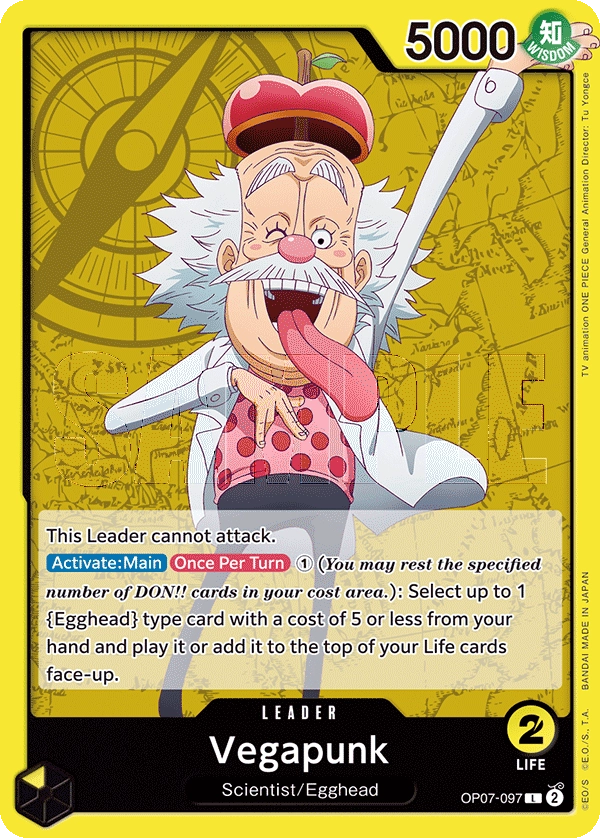 5000
知
WISDOM
TV animation ONE PIECE General Animation Director: Tu Yongce
SAMPLE
This Leader cannot attack.
Activate:Main Once Per Turn ① (You may rest the specified
number of DON!! cards in your cost area.): Select up to 1
{Egghead} type card with a cost of 5 or less from your
hand and play it or add it to the top of your Life cards
face-up.
LEADER
2
LIFE
Vegapunk
Scientist/Egghead
OP07-097 L 2
©E/O/S ©E.O./S., T.A. BANDAI MADE IN JAPAN